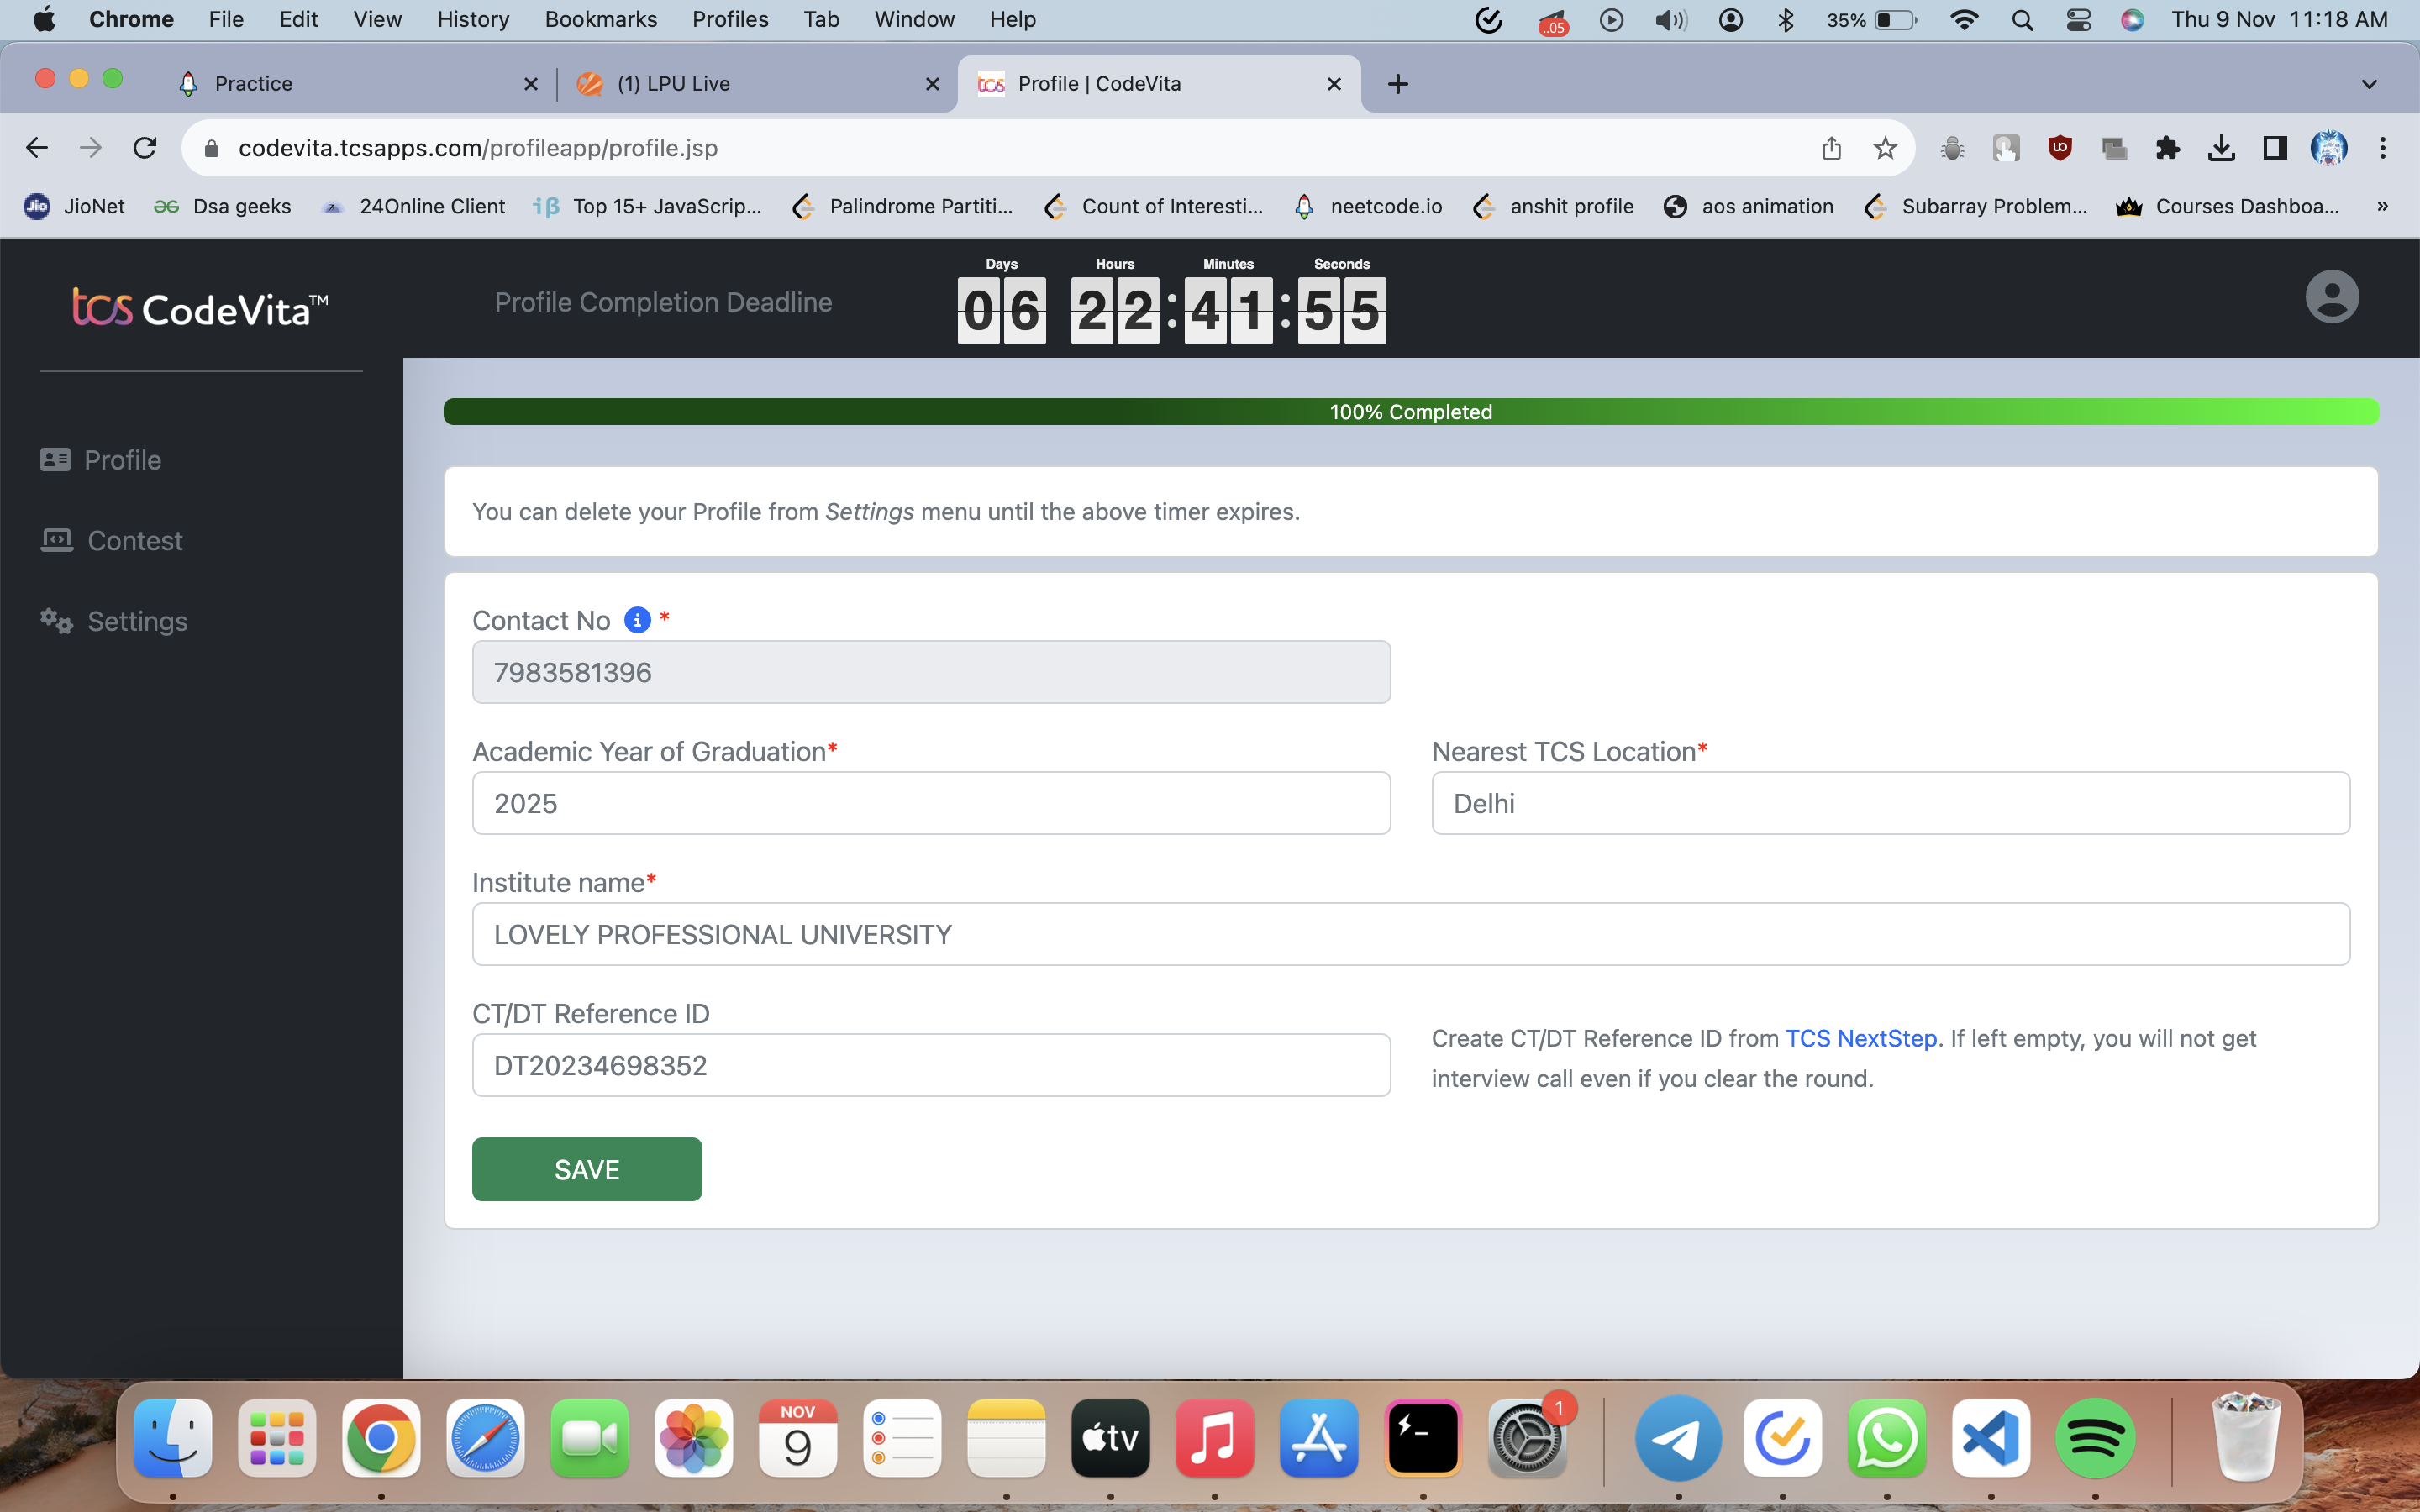 Chrome File Edit View History Bookmarks Profiles Tab Window Help ..05 35% Thu 9 Nov 11:18 AM
Practice (1) LPU Live tcs Profile | CodeVita
codevita.tcsapps.com/profileapp/profile.jsp
Jio JioNet Dsa geeks 24Online Client iβ Top 15+ JavaScrip... Palindrome Partiti... Count of Interesti... neetcode.io anshit profile aos animation Subarray Problem... Courses Dashboa... »
tcs CodeVita™
Profile Completion Deadline
Days Hours Minutes Seconds
06 22:41:55
100% Completed
Profile
Contest
Settings
You can delete your Profile from Settings menu until the above timer expires.
Contact No i *
7983581396
Academic Year of Graduation* Nearest TCS Location*
2025 Delhi
Institute name*
LOVELY PROFESSIONAL UNIVERSITY
CT/DT Reference ID
DT20234698352
Create CT/DT Reference ID from TCS NextStep. If left empty, you will not get
interview call even if you clear the round.
SAVE
NOV
9
tv
1